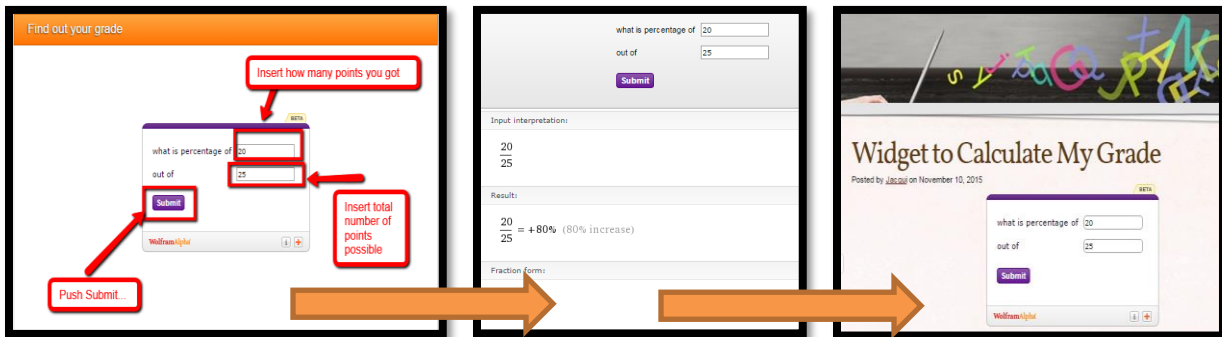 Find out your grade
Insert how many points you got
BETA
what is percentage of 20
out of 25
Submit
Insert total
number of
points
possible
WolframAlpha
Push Submit...
what is percentage of 20
out of 25
Submit
Input interpretation:
20
25
Result:
20
25 = +80% (80% increase)
Fraction form:
Widget to Calculate My Grade
Posted by Jacqui on November 10, 2015
BETA
what is percentage of 20
out of 25
Submit
WolframAlpha